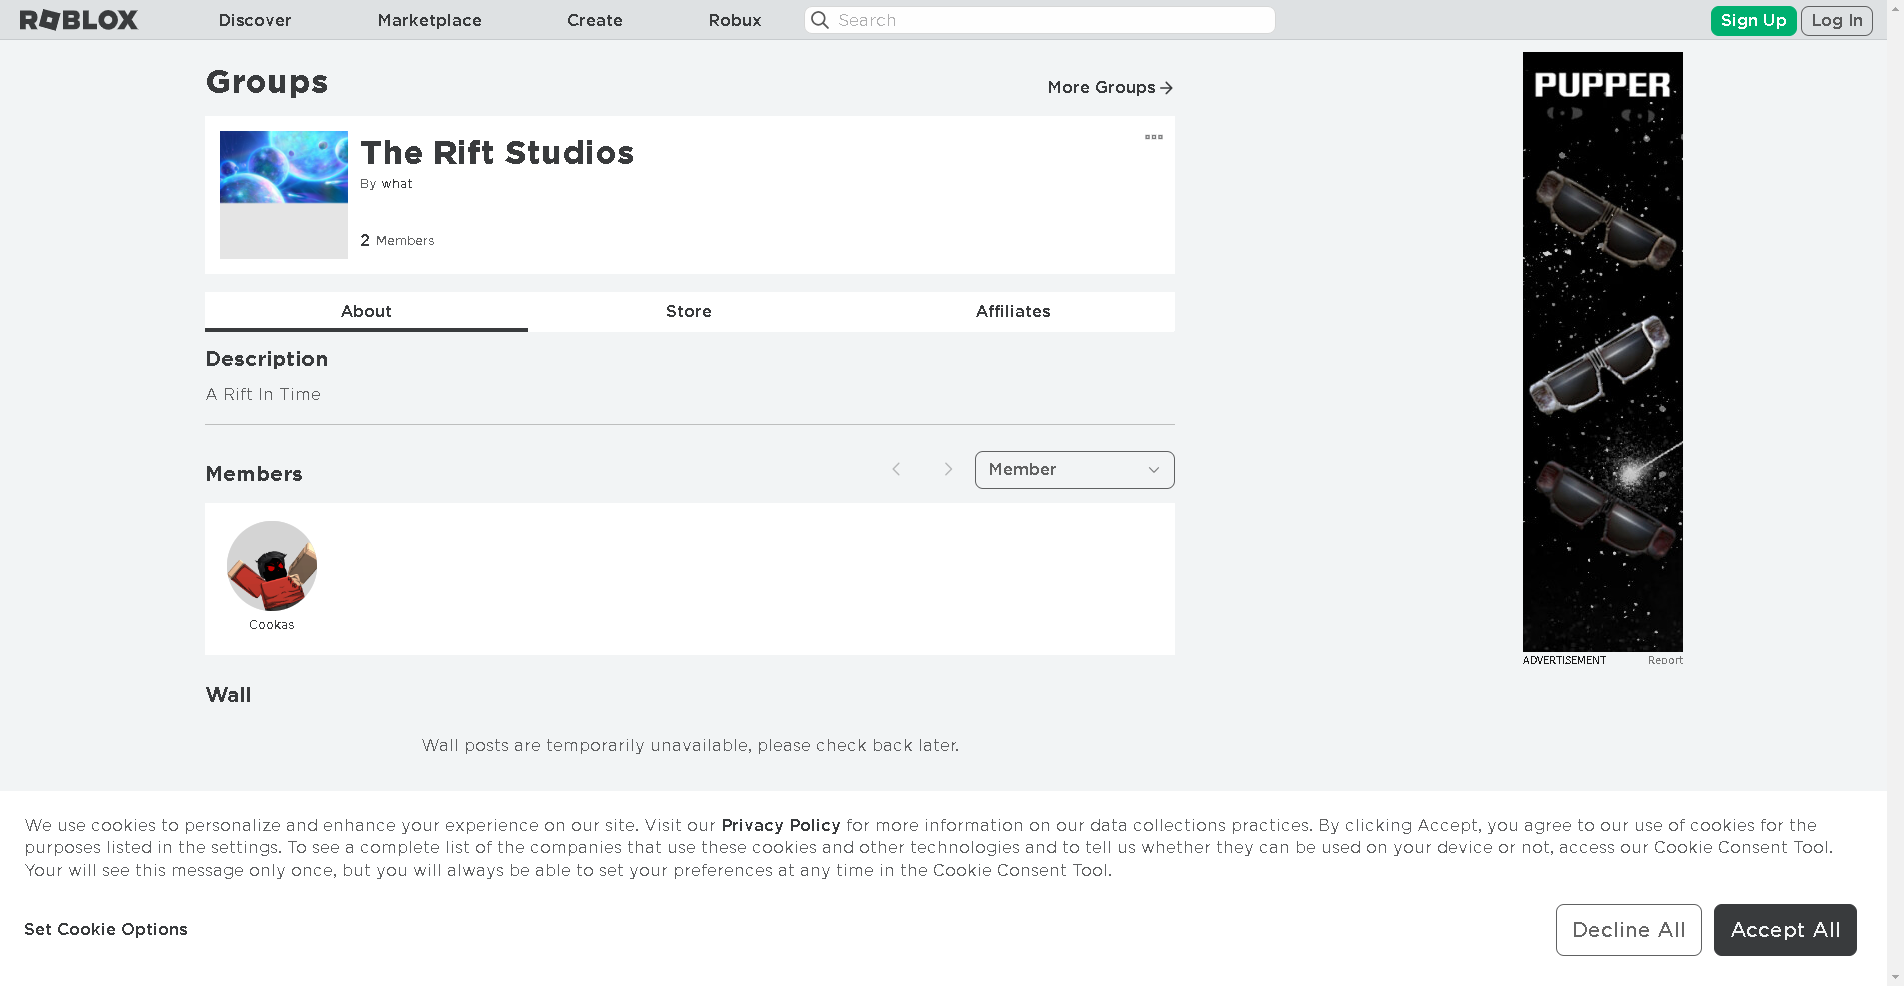 ROBLOX
Discover
Marketplace
Create
Robux
Search
Sign Up
Log In
Groups
More Groups
The Rift Studios
By what
2 Members
About
Store
Affiliates
Description
A Rift In Time
Members
Member
Cookas
Wall
Wall posts are temporarily unavailable, please check back later.
PUPPER
ADVERTISEMENT
Report
We use cookies to personalize and enhance your experience on our site. Visit our Privacy Policy for more information on our data collections practices. By clicking Accept, you agree to our use of cookies for the
purposes listed in the settings. To see a complete list of the companies that use these cookies and other technologies and to tell us whether they can be used on your device or not, access our Cookie Consent Tool.
Your will see this message only once, but you will always be able to set your preferences at any time in the Cookie Consent Tool.
Set Cookie Options
Decline All
Accept All